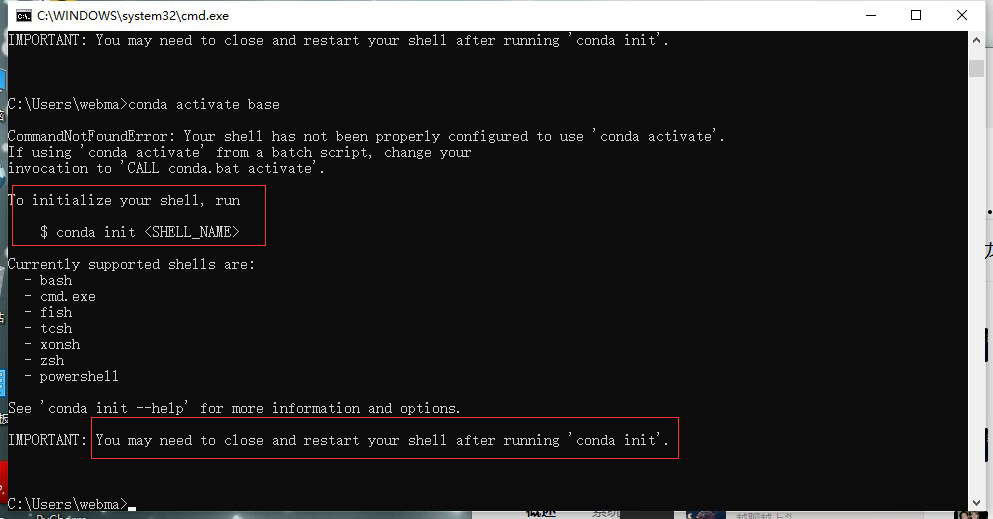 C:\WINDOWS\system32\cmd.exe
IMPORTANT: You may need to close and restart your shell after running 'conda init'.
C:\Users\webma>conda activate base
CommandNotFoundError: Your shell has not been properly configured to use 'conda activate'.
If using 'conda activate' from a batch script, change your
invocation to 'CALL conda.bat activate'.
To initialize your shell, run
$ conda init <SHELL_NAME>
Currently supported shells are:
- bash
- cmd.exe
- fish
- tcsh
- xonsh
- zsh
- powershell
See 'conda init --help' for more information and options.
IMPORTANT: You may need to close and restart your shell after running 'conda init'.
C:\Users\webma>